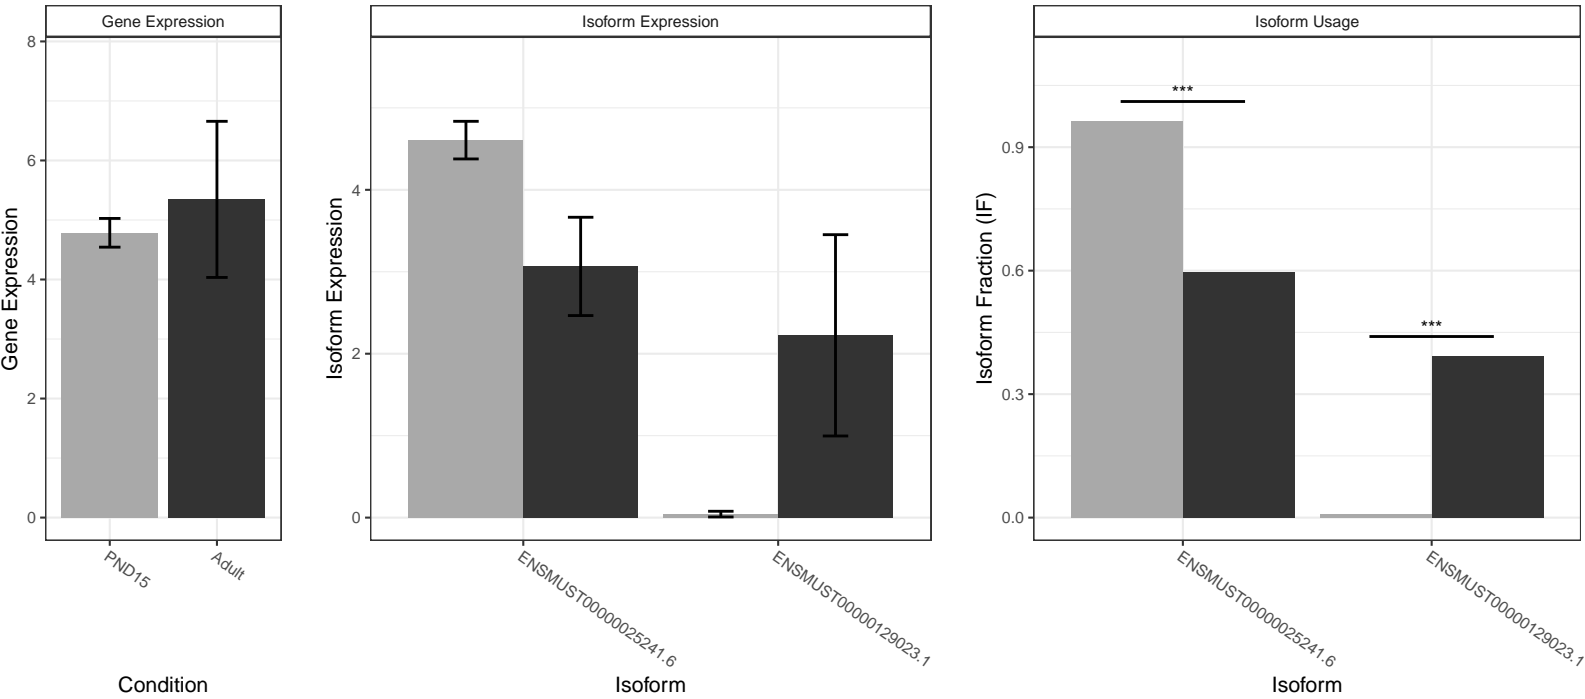 Gene Expression
Gene Expression
8
6
4
2
0
PND15
Adult
Condition
Isoform Expression
Isoform Expression
4
2
0
ENSMUST00000025241.6
ENSMUST00000129023.1
Isoform
Isoform Usage
Isoform Fraction (IF)
0.9
0.6
0.3
0.0
***
***
ENSMUST00000025241.6
ENSMUST00000129023.1
Isoform